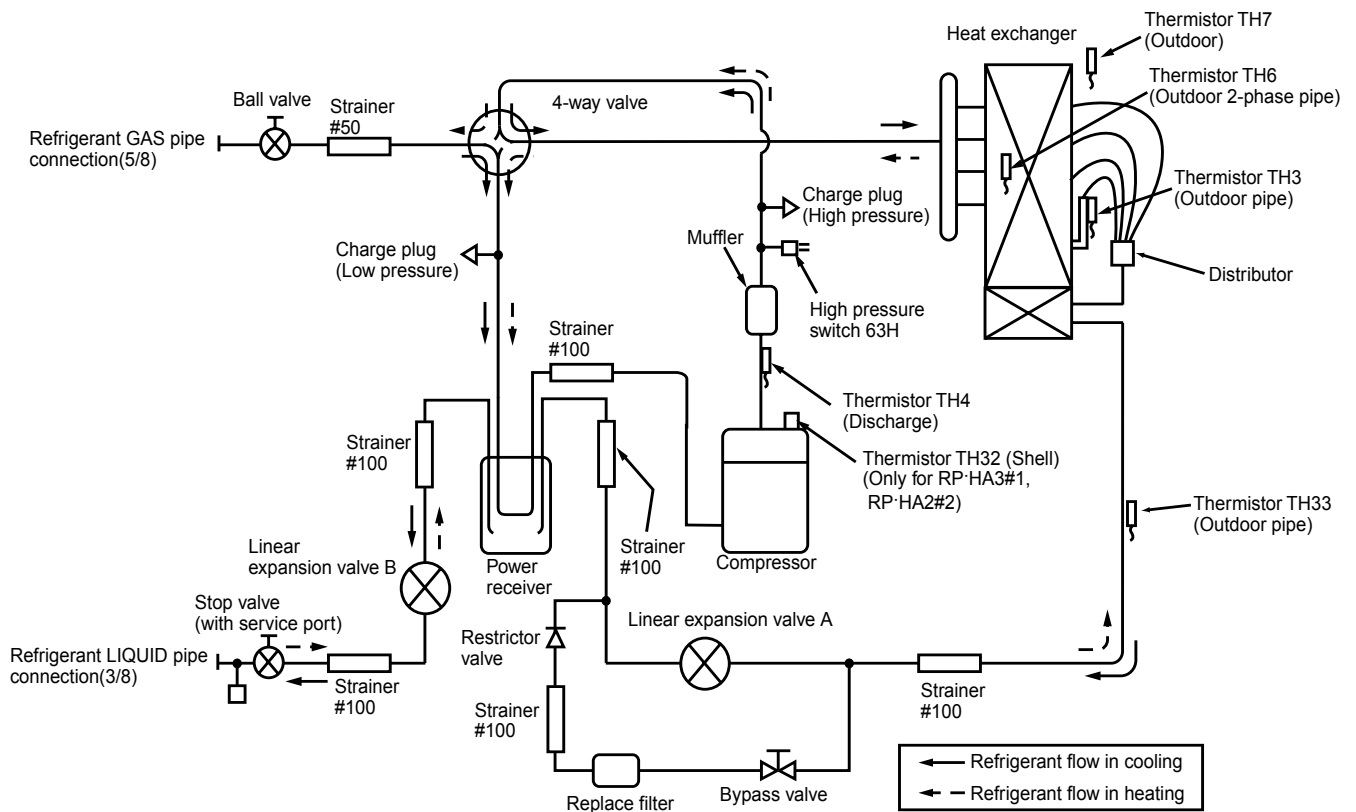 Heat exchanger
Thermistor TH7
(Outdoor)
Thermistor TH6
(Outdoor 2-phase pipe)
Ball valve
Strainer
#50
4-way valve
Refrigerant GAS pipe
connection(5/8)
Thermistor TH3
(Outdoor pipe)
Charge plug
(High pressure)
Muffler
Charge plug
(Low pressure)
Distributor
High pressure
switch 63H
Strainer
#100
Thermistor TH4
(Discharge)
Strainer
#100
Thermistor TH32 (Shell)
(Only for RP·HA3#1,
RP·HA2#2)
Thermistor TH33
(Outdoor pipe)
Linear
expansion valve B
Power
receiver
Strainer
#100
Compressor
Stop valve
(with service port)
Restrictor
valve
Linear expansion valve A
Refrigerant LIQUID pipe
connection(3/8)
Strainer
#100
Strainer
#100
Strainer
#100
Replace filter
Bypass valve
Refrigerant flow in cooling
Refrigerant flow in heating